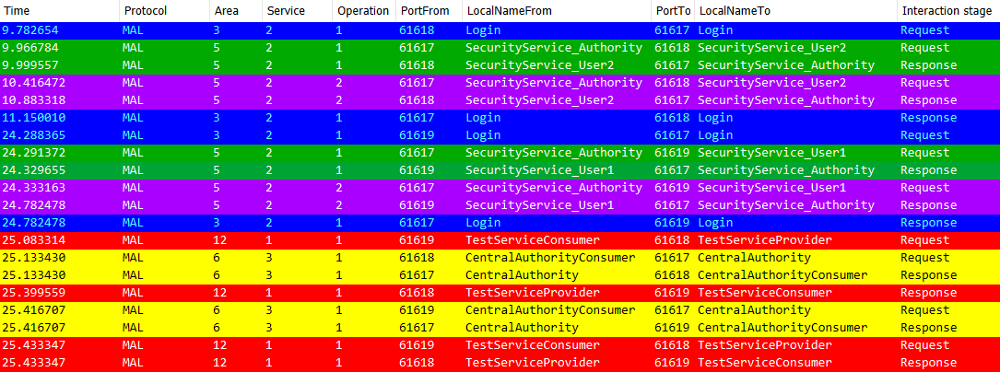 Time Protocol Area Service Operation PortFrom LocalNameFrom PortTo LocalNameTo Interaction stage
9.782654 MAL 3 2 1 61618 Login 61617 Login Request
9.966784 MAL 5 2 1 61617 SecurityService_Authority 61618 SecurityService_User2 Request
9.999557 MAL 5 2 1 61618 SecurityService_User2 61617 SecurityService_Authority Response
10.416472 MAL 5 2 2 61617 SecurityService_Authority 61618 SecurityService_User2 Request
10.883318 MAL 5 2 2 61618 SecurityService_User2 61617 SecurityService_Authority Response
11.150010 MAL 3 2 1 61617 Login 61618 Login Response
24.288365 MAL 3 2 1 61619 Login 61617 Login Request
24.291372 MAL 5 2 1 61617 SecurityService_Authority 61619 SecurityService_User1 Request
24.329655 MAL 5 2 1 61619 SecurityService_User1 61617 SecurityService_Authority Response
24.333163 MAL 5 2 2 61617 SecurityService_Authority 61619 SecurityService_User1 Request
24.782478 MAL 5 2 2 61619 SecurityService_User1 61617 SecurityService_Authority Response
24.782478 MAL 3 2 1 61617 Login 61619 Login Response
25.083314 MAL 12 1 1 61619 TestServiceConsumer 61618 TestServiceProvider Request
25.133430 MAL 6 3 1 61618 CentralAuthorityConsumer 61617 CentralAuthority Request
25.133430 MAL 6 3 1 61617 CentralAuthority 61618 CentralAuthorityConsumer Response
25.399559 MAL 12 1 1 61618 TestServiceProvider 61619 TestServiceConsumer Response
25.416707 MAL 6 3 1 61619 CentralAuthorityConsumer 61617 CentralAuthority Request
25.416707 MAL 6 3 1 61617 CentralAuthority 61619 CentralAuthorityConsumer Response
25.433347 MAL 12 1 1 61619 TestServiceConsumer 61618 TestServiceProvider Request
25.433347 MAL 12 1 1 61618 TestServiceProvider 61619 TestServiceConsumer Response